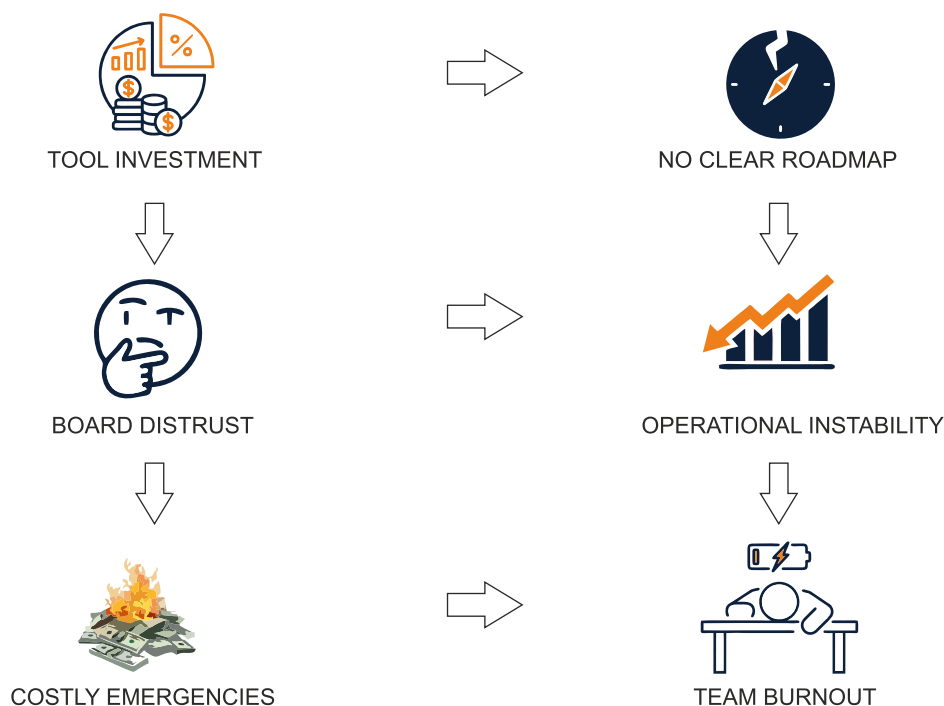 %
$
$
TOOL INVESTMENT
NO CLEAR ROADMAP
BOARD DISTRUST
OPERATIONAL INSTABILITY
COSTLY EMERGENCIES
TEAM BURNOUT